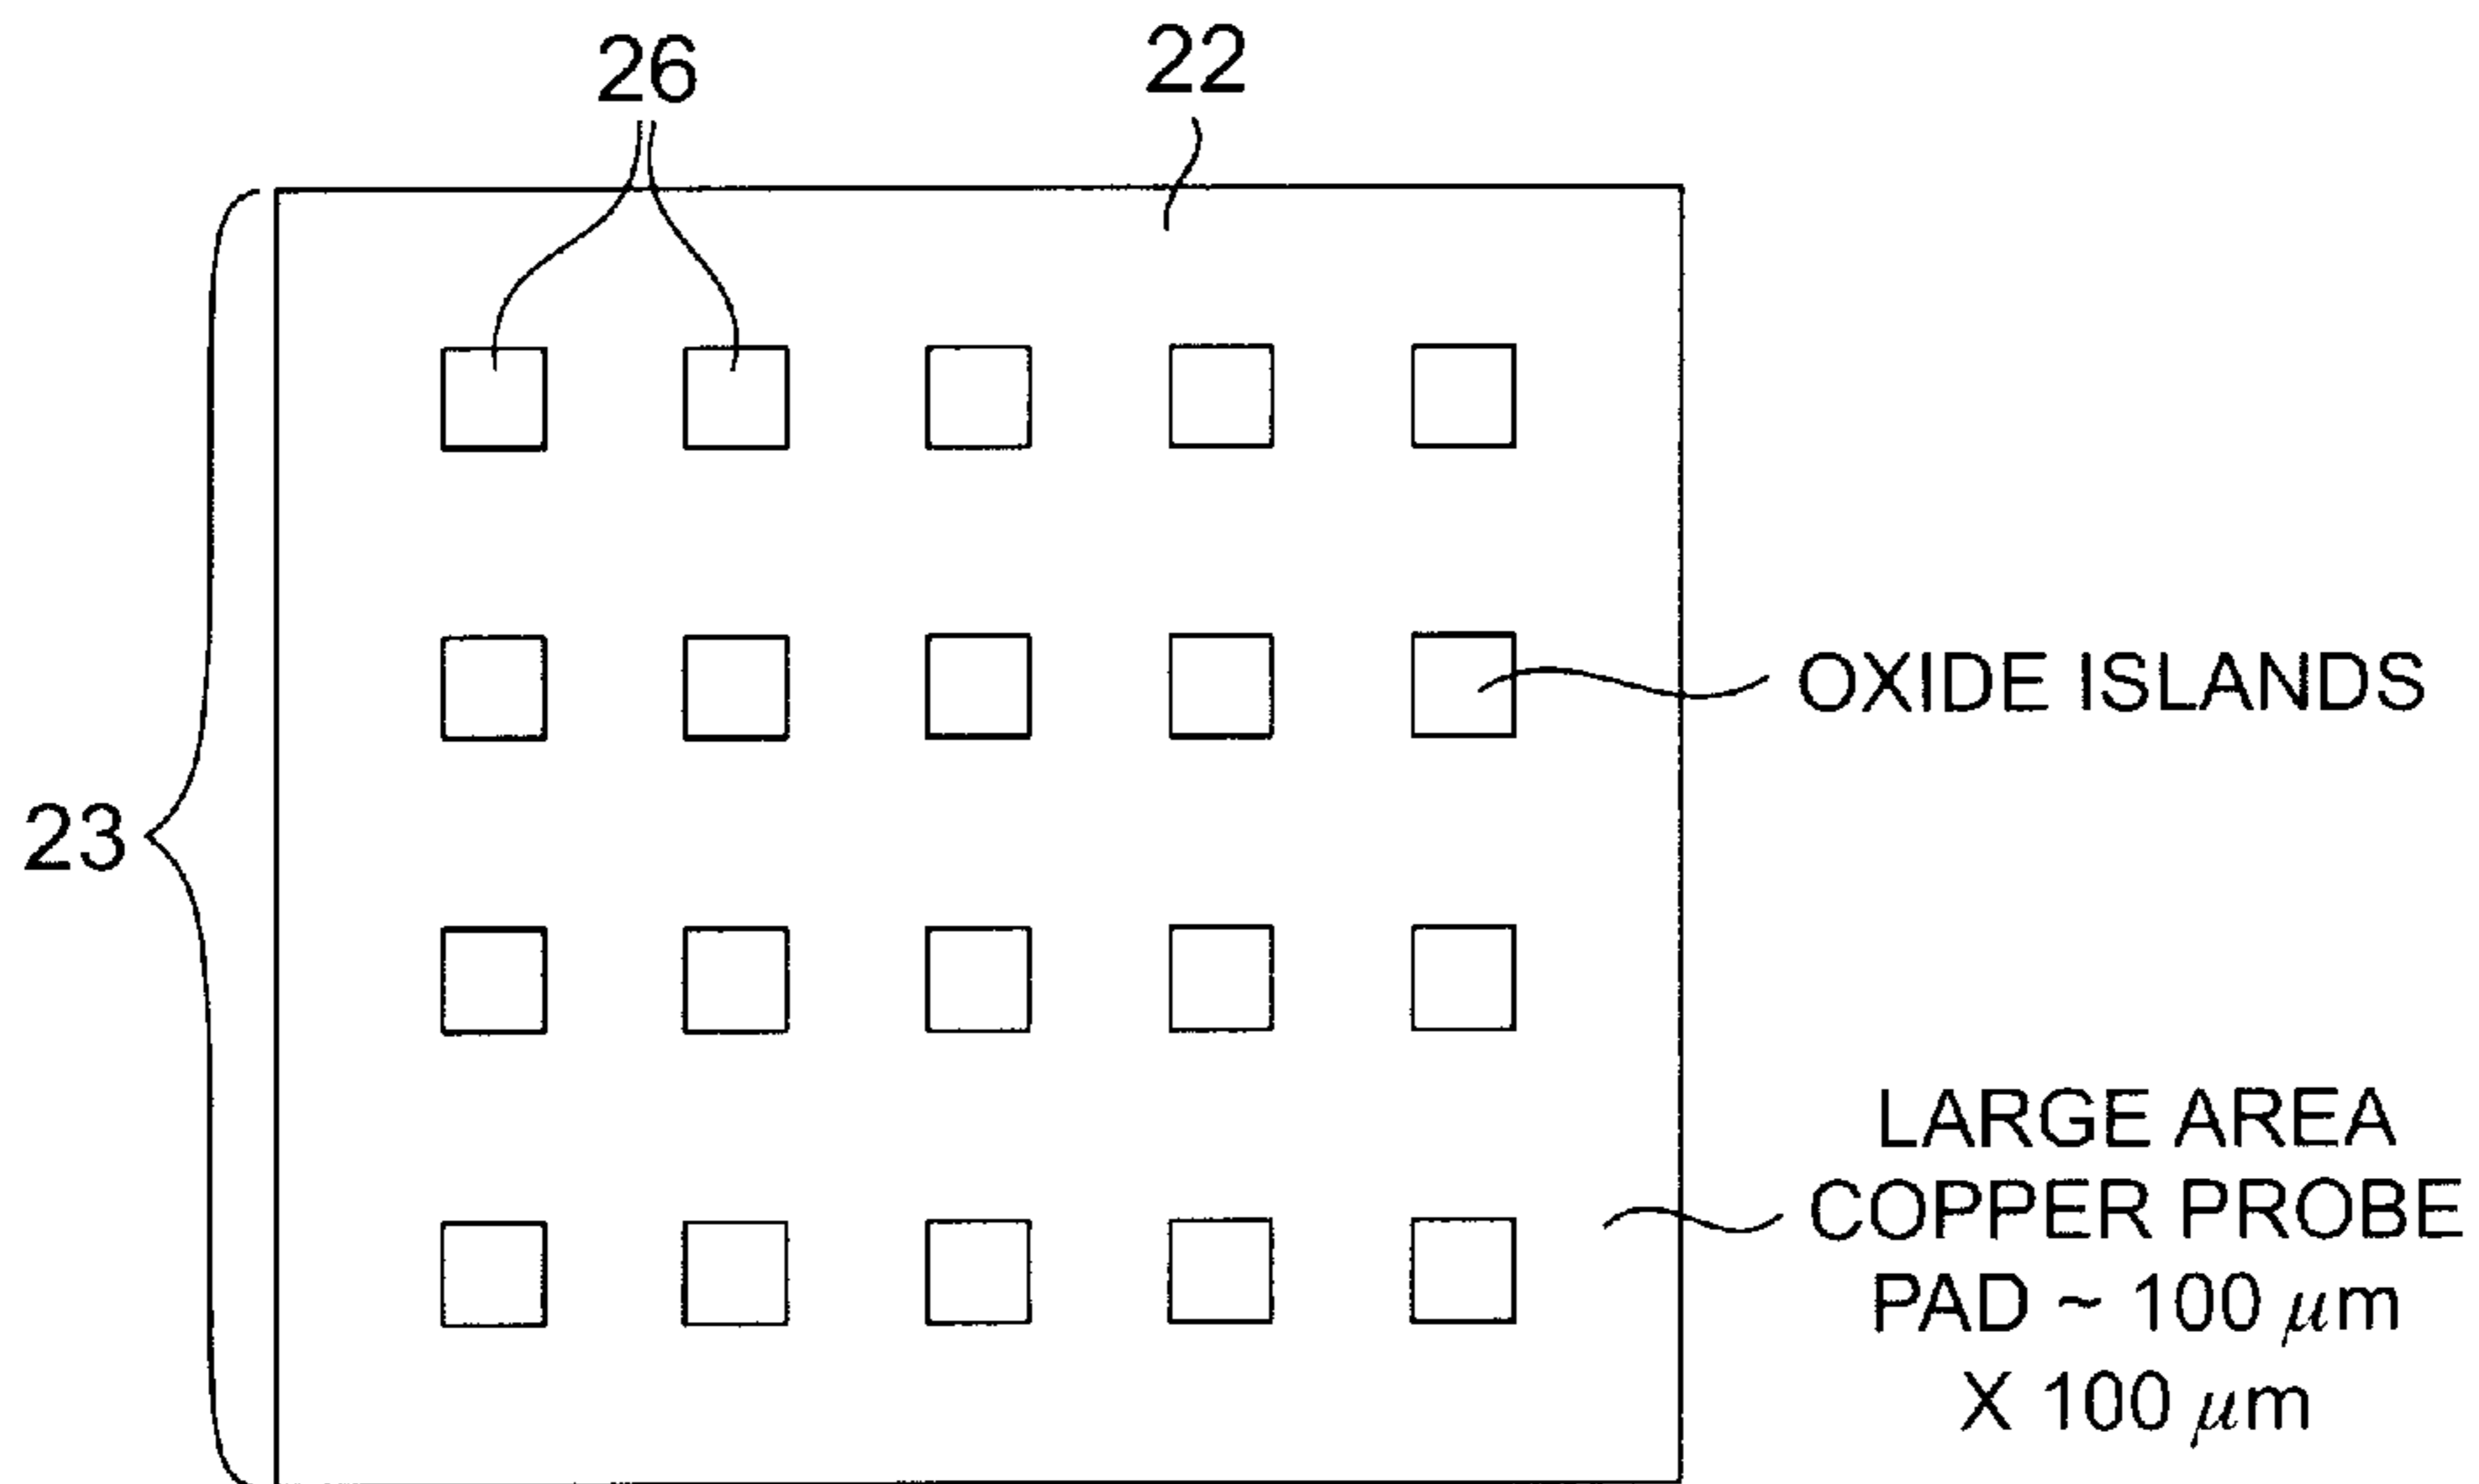 26
22
OXIDE ISLANDS
23
LARGE AREA
COPPER PROBE
PAD ~ 100 μm
X 100 μm